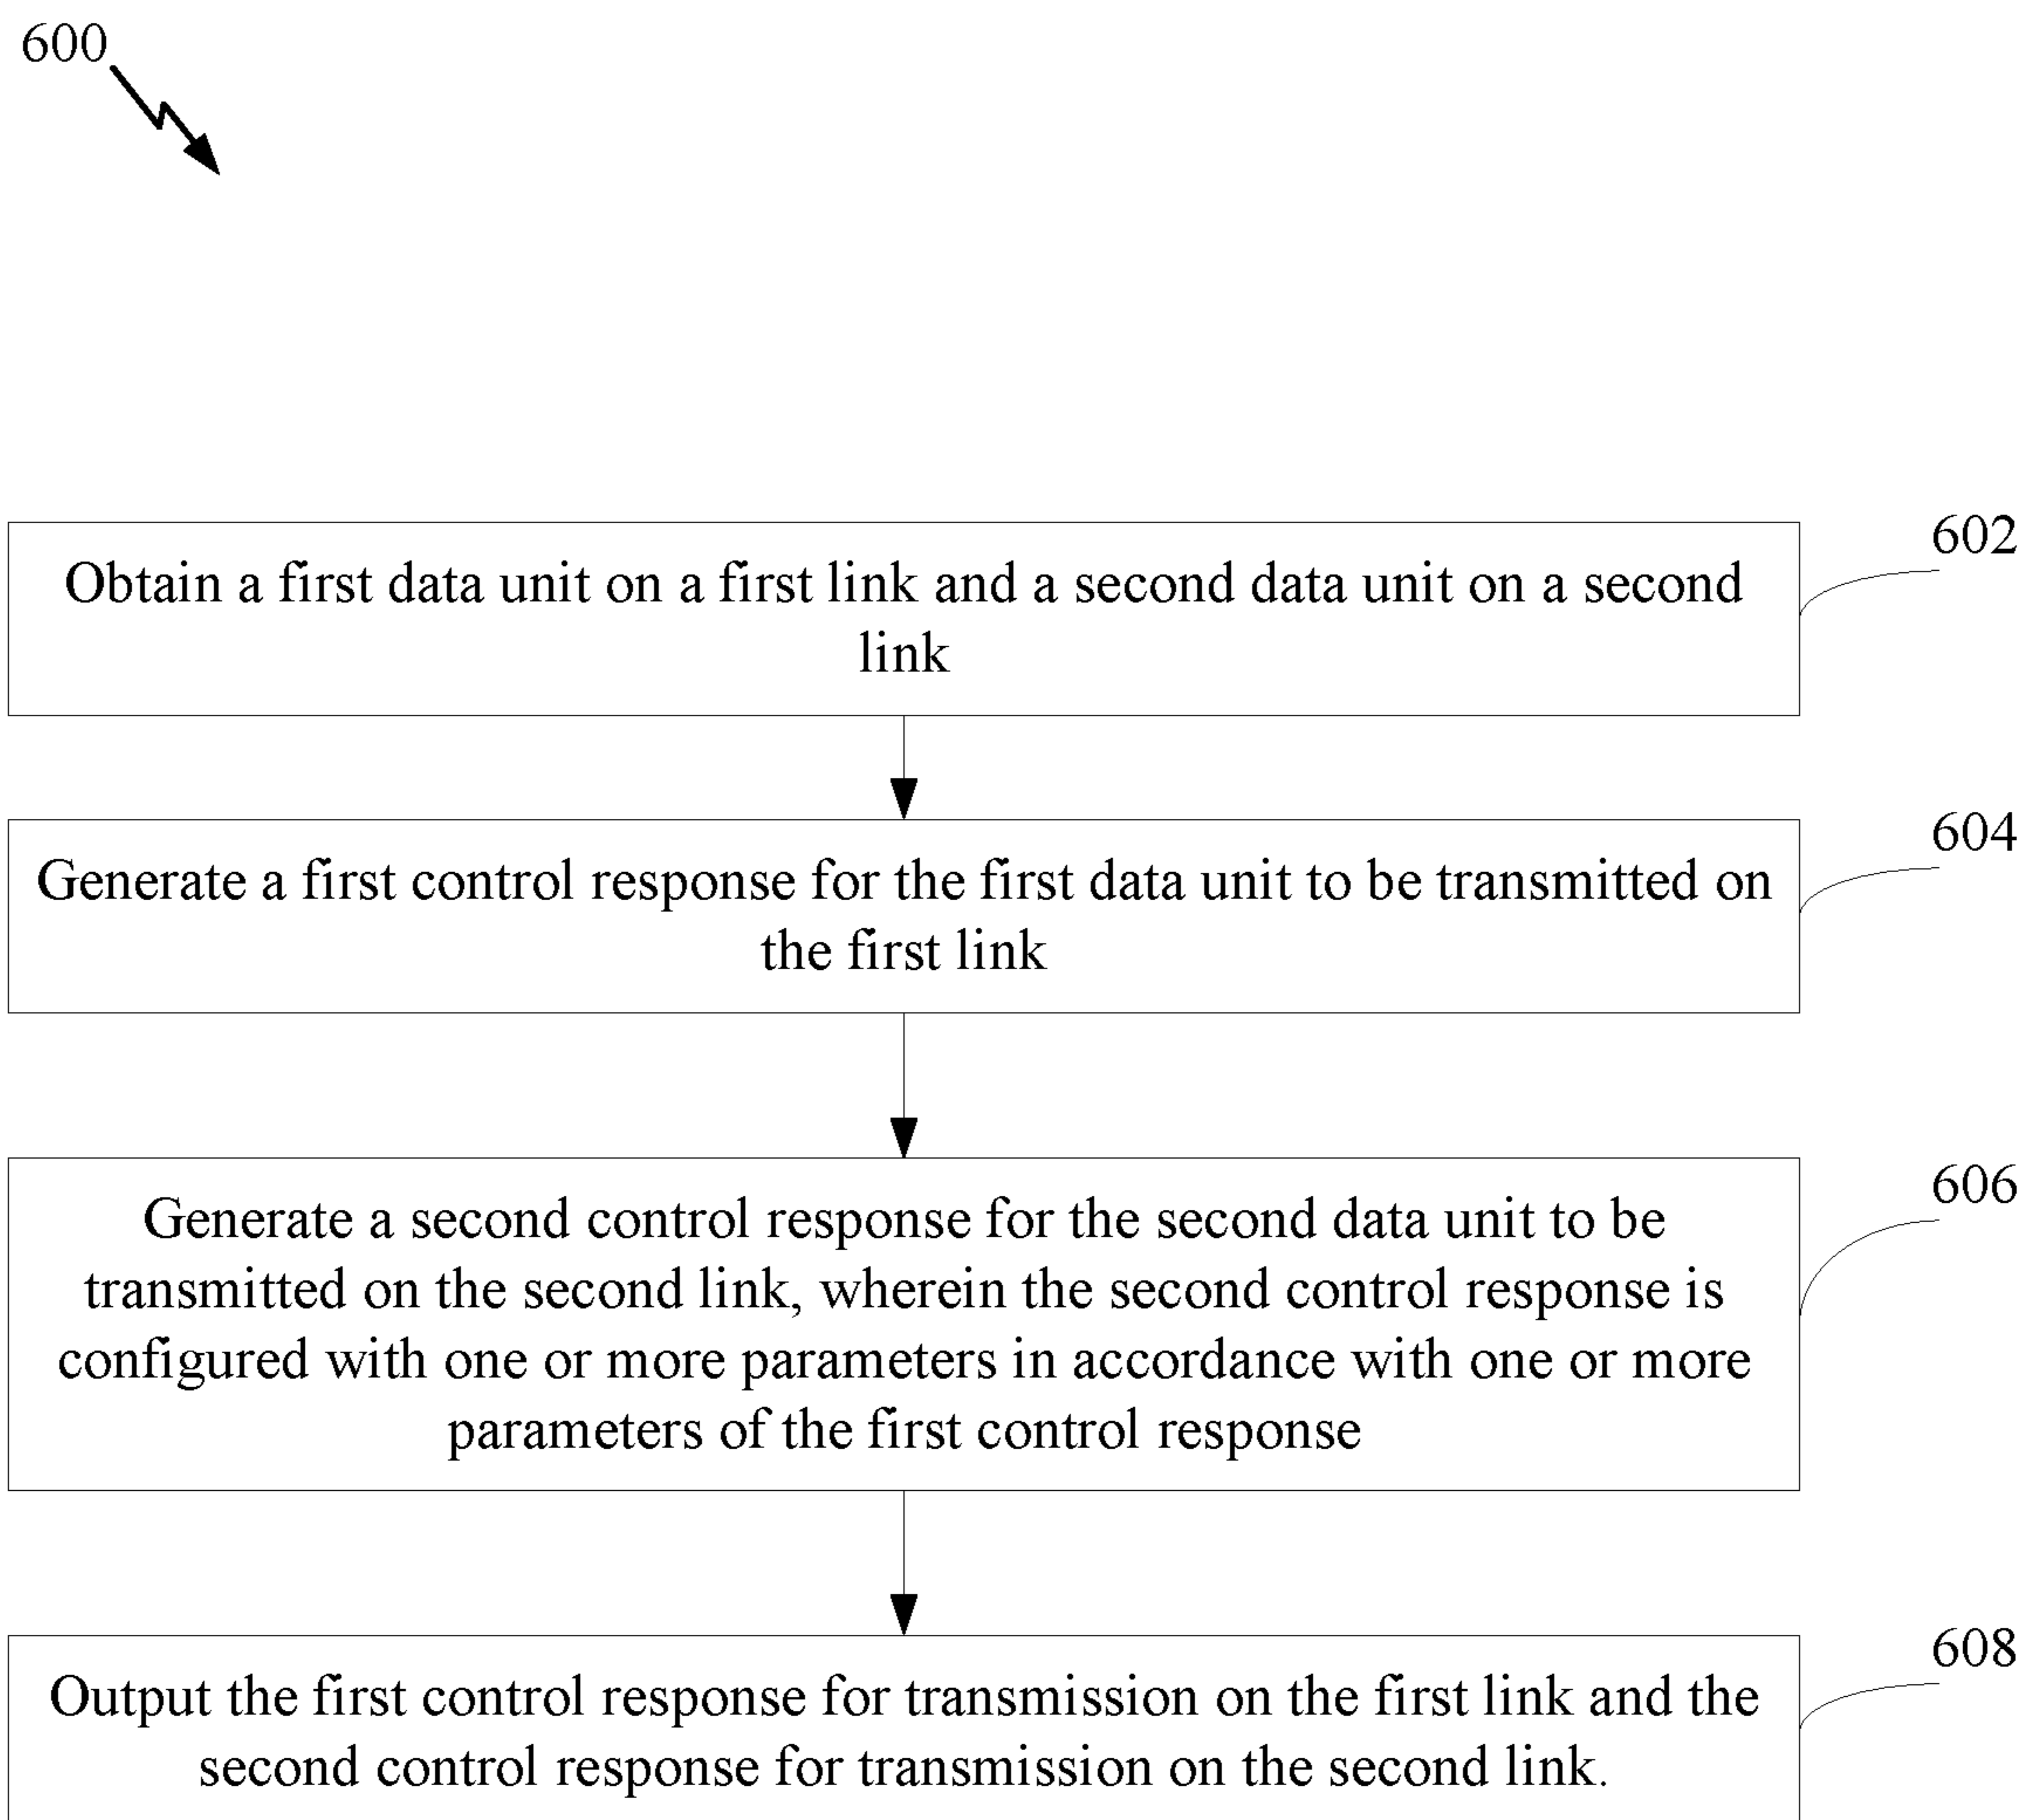 600
602
Obtain a first data unit on a first link and a second data unit on a second
link
604
Generate a first control response for the first data unit to be transmitted on
the first link
606
Generate a second control response for the second data unit to be
transmitted on the second link, wherein the second control response is
configured with one or more parameters in accordance with one or more
parameters of the first control response
608
Output the first control response for transmission on the first link and the
second control response for transmission on the second link.